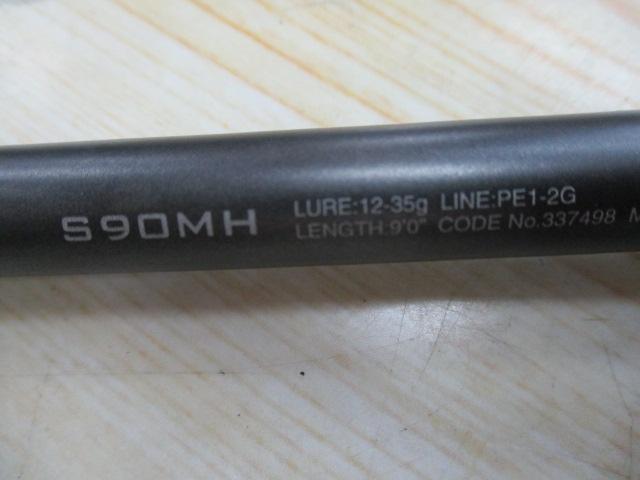 S90MH
LURE:12-35g LINE:PE1-2G
LENGTH:9'0" CODE No.337498 M